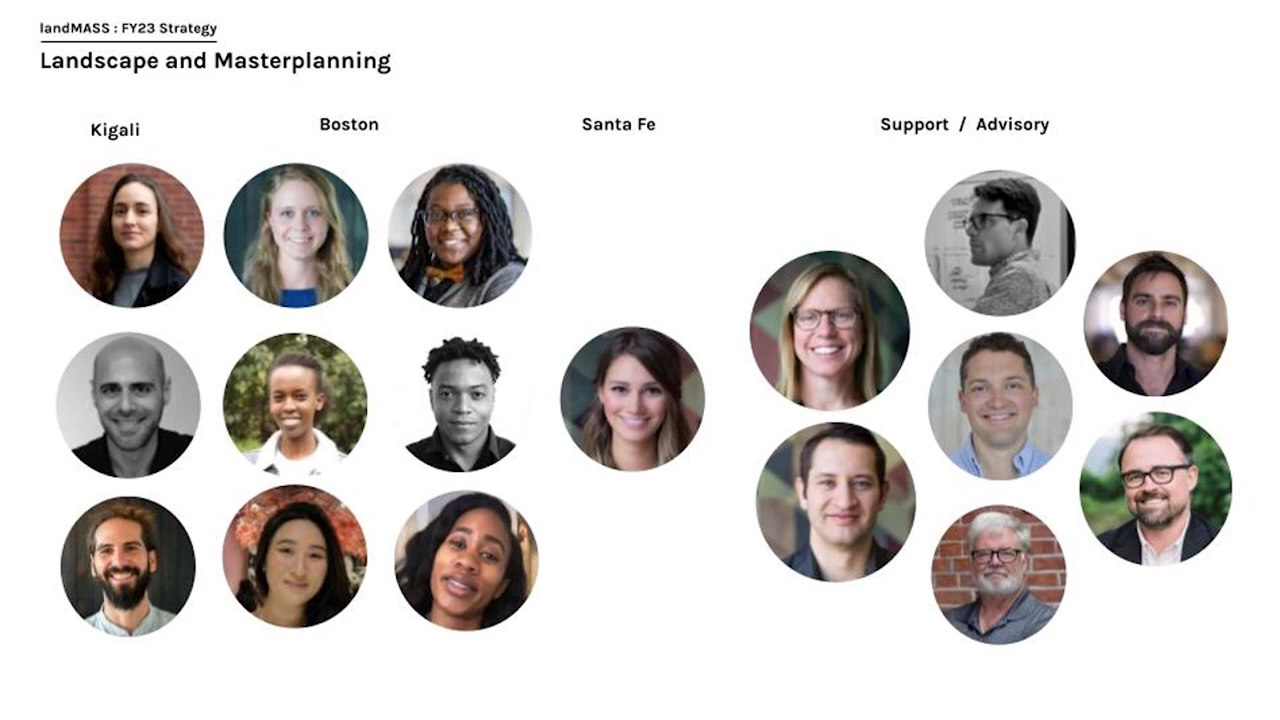 landMASS : FY23 Strategy
Landscape and Masterplanning
Kigali
Boston
Santa Fe
Support / Advisory